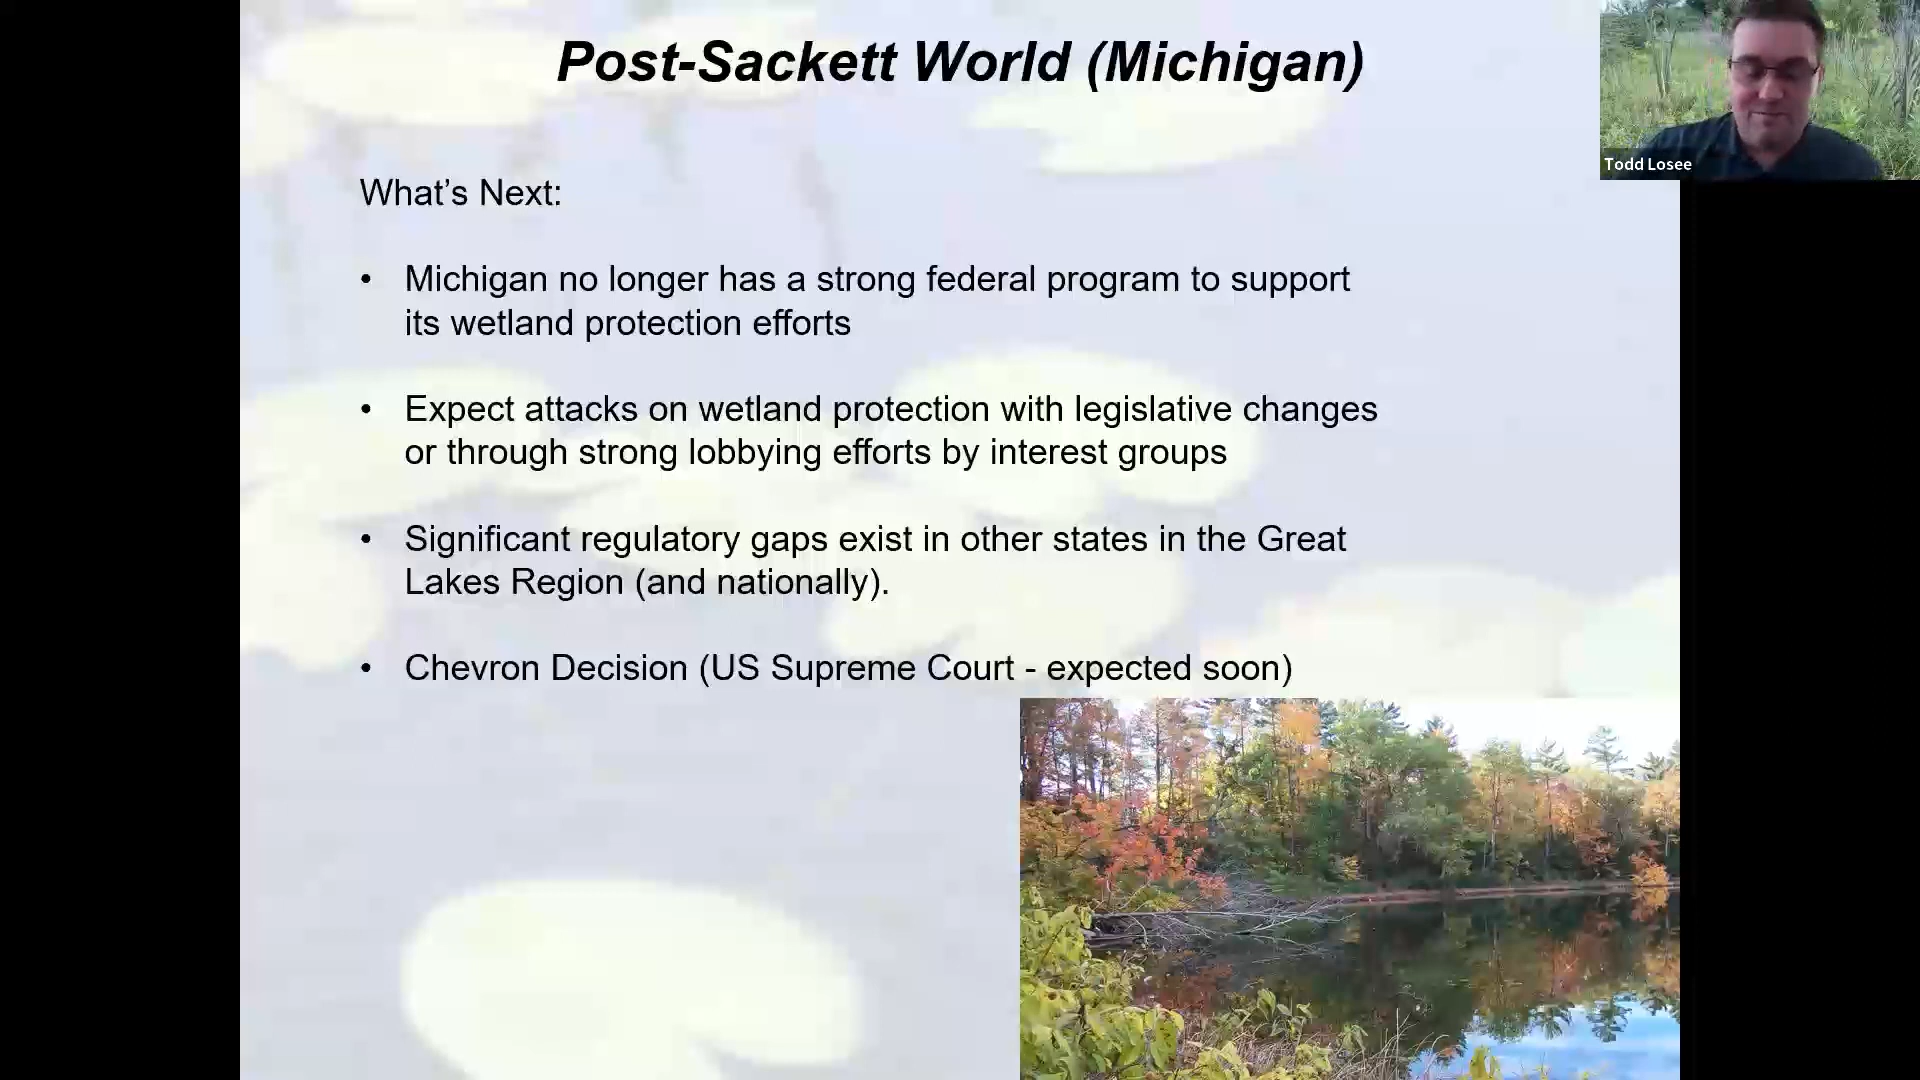 Post-Sackett World (Michigan)
Todd Losee
What’s Next:
• Michigan no longer has a strong federal program to support
its wetland protection efforts
• Expect attacks on wetland protection with legislative changes
or through strong lobbying efforts by interest groups
• Significant regulatory gaps exist in other states in the Great
Lakes Region (and nationally).
• Chevron Decision (US Supreme Court - expected soon)